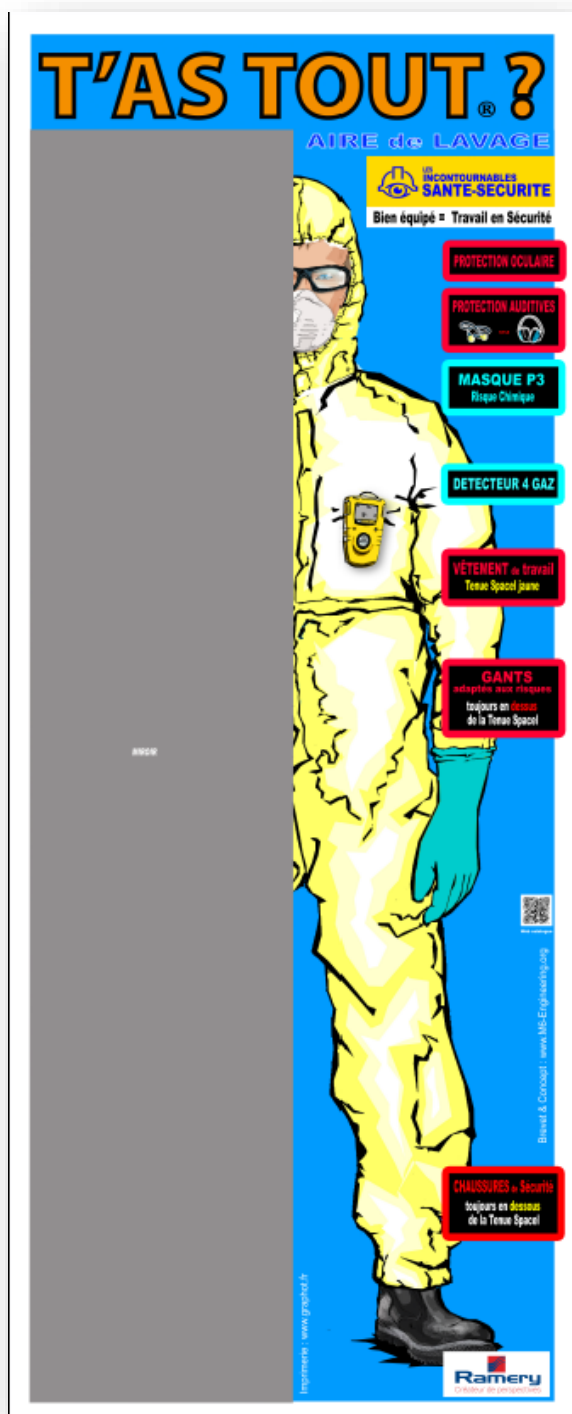 T'AS TOUT ?
®
AIRE de LAVAGE
LES
INCONTOURNABLES
SANTE-SECURITE
Bien équipé = Travail en Sécurité
PROTECTION OCULAIRE
PROTECTION AUDITIVES
MASQUE P3
Risque Chimique
DETECTEUR 4 GAZ
VÊTEMENT de travail
Tenue Spacel jaune
GANTS
adaptés aux risques
toujours en dessous
de la Tenue Spacel
MIROIR
Brevet & Concept : www.M6-Engineering.org
CHAUSSURES de Sécurité
toujours en dessous
de la Tenue Spacel
Imprimerie : www.graphot.fr
Ramery
Créateur de perspectives